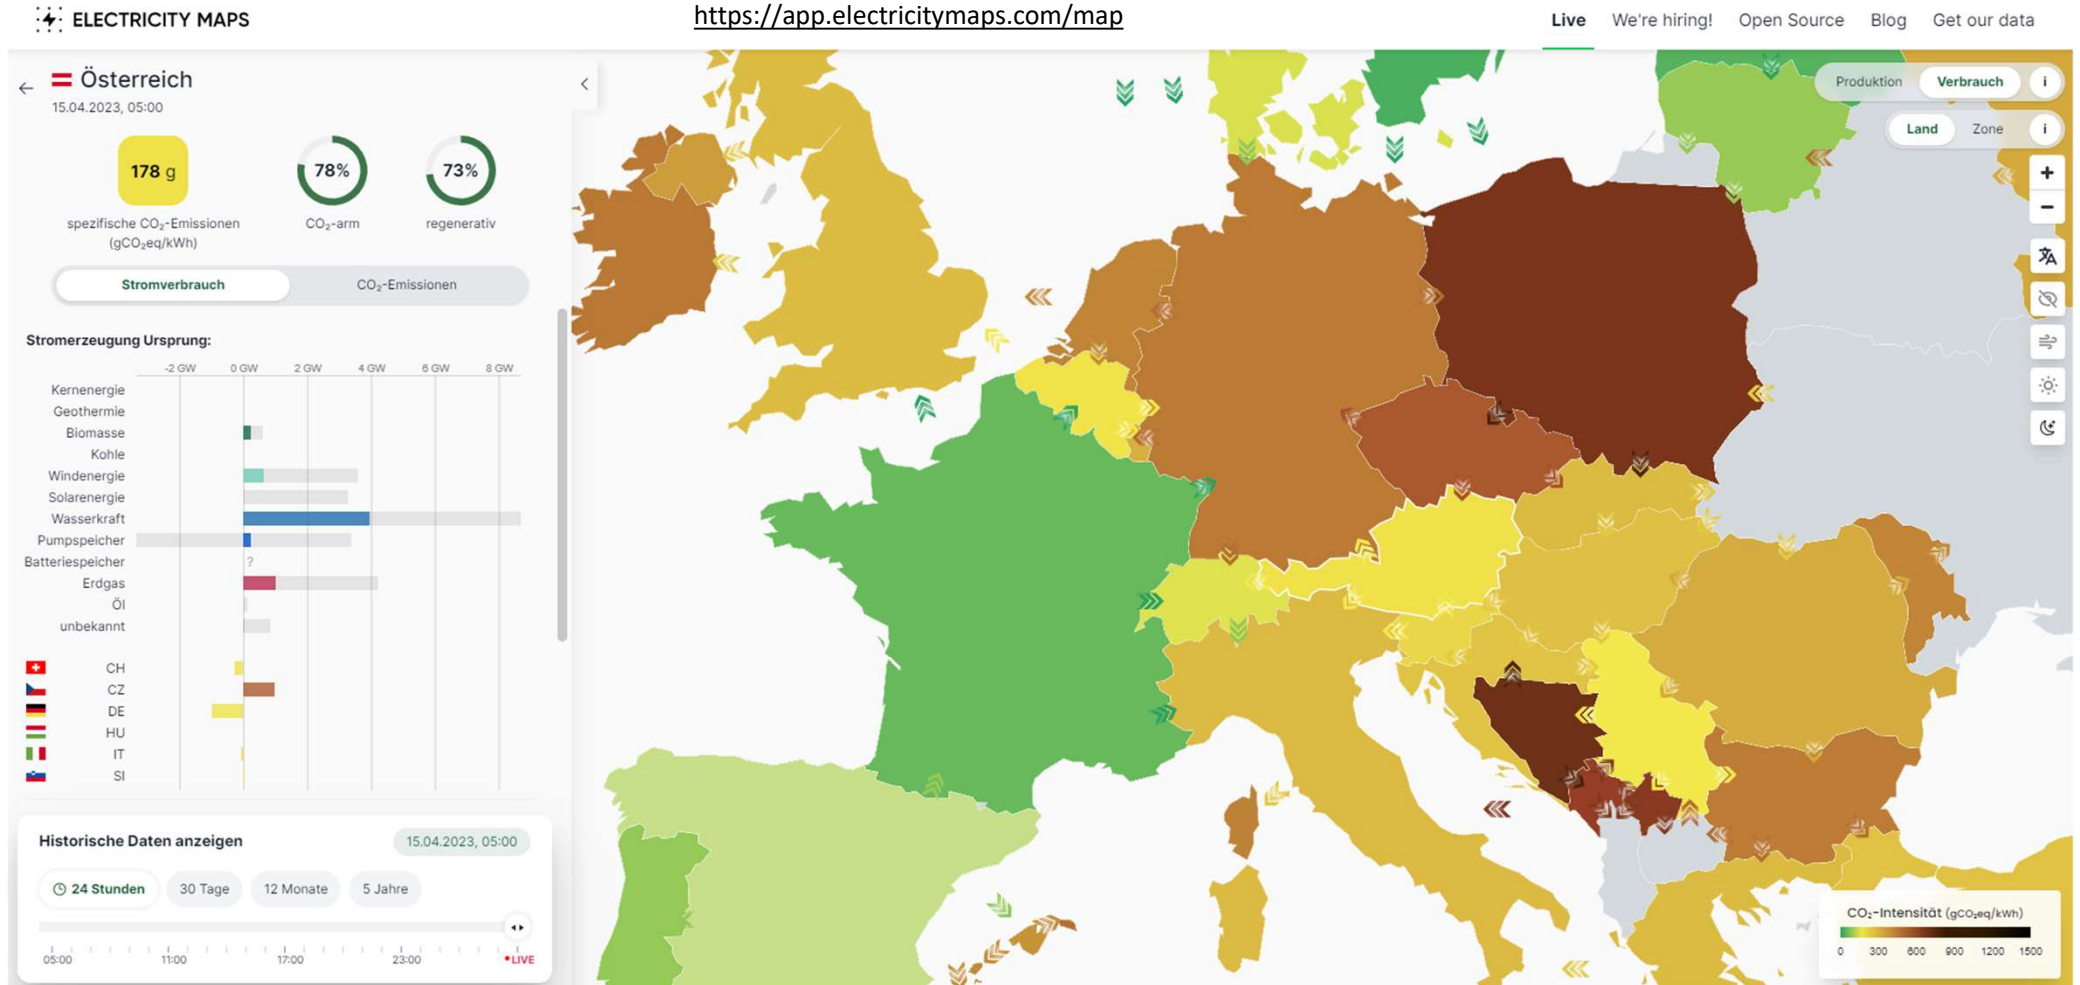 ELECTRICITY MAPS
https://app.electricitymaps.com/map
Live We're hiring! Open Source Blog Get our data
Österreich
15.04.2023, 05:00
178 g
78%
73%
spezifische CO₂-Emissionen
(gCO₂eq/kWh)
CO₂-arm
regenerativ
Stromverbrauch CO₂-Emissionen
Stromerzeugung Ursprung:
-2 GW 0 GW 2 GW 4 GW 6 GW 8 GW
Kernenergie
Geothermie
Biomasse
Kohle
Windenergie
Solarenergie
Wasserkraft
Pumpspeicher
Batteriespeicher ?
Erdgas
Öl
unbekannt
CH
CZ
DE
HU
IT
SI
Historische Daten anzeigen 15.04.2023, 05:00
24 Stunden 30 Tage 12 Monate 5 Jahre
05:00 11:00 17:00 23:00 LIVE
Produktion Verbrauch i
Land Zone i
+
−
CO₂-Intensität (gCO₂eq/kWh)
0 300 600 900 1200 1500